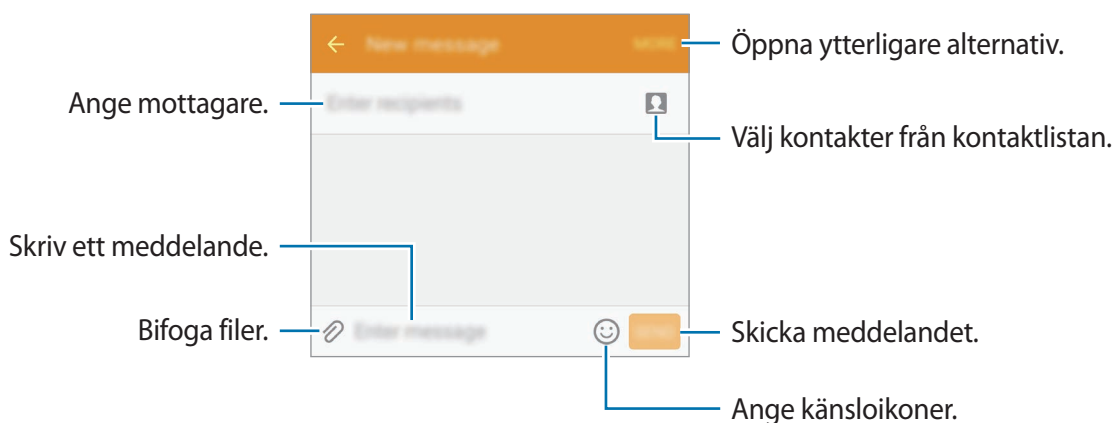 New message
MORE
Öppna ytterligare alternativ.
Ange mottagare.
Enter recipients
Välj kontakter från kontaktlistan.
Skriv ett meddelande.
Bifoga filer.
Enter message
Skicka meddelandet.
Ange känsloikoner.